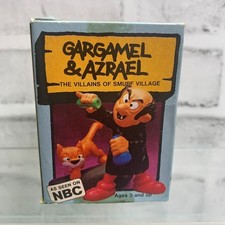 GARGAMEL
& AZRAEL
THE VILLAINS OF SMURF VILLAGE
AS SEEN ON
NBC
Ages 3 and up